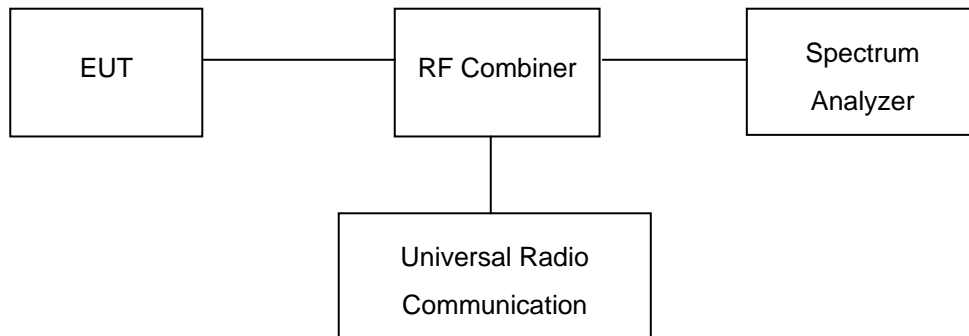 EUT
RF Combiner
Spectrum
Analyzer
Universal Radio
Communication